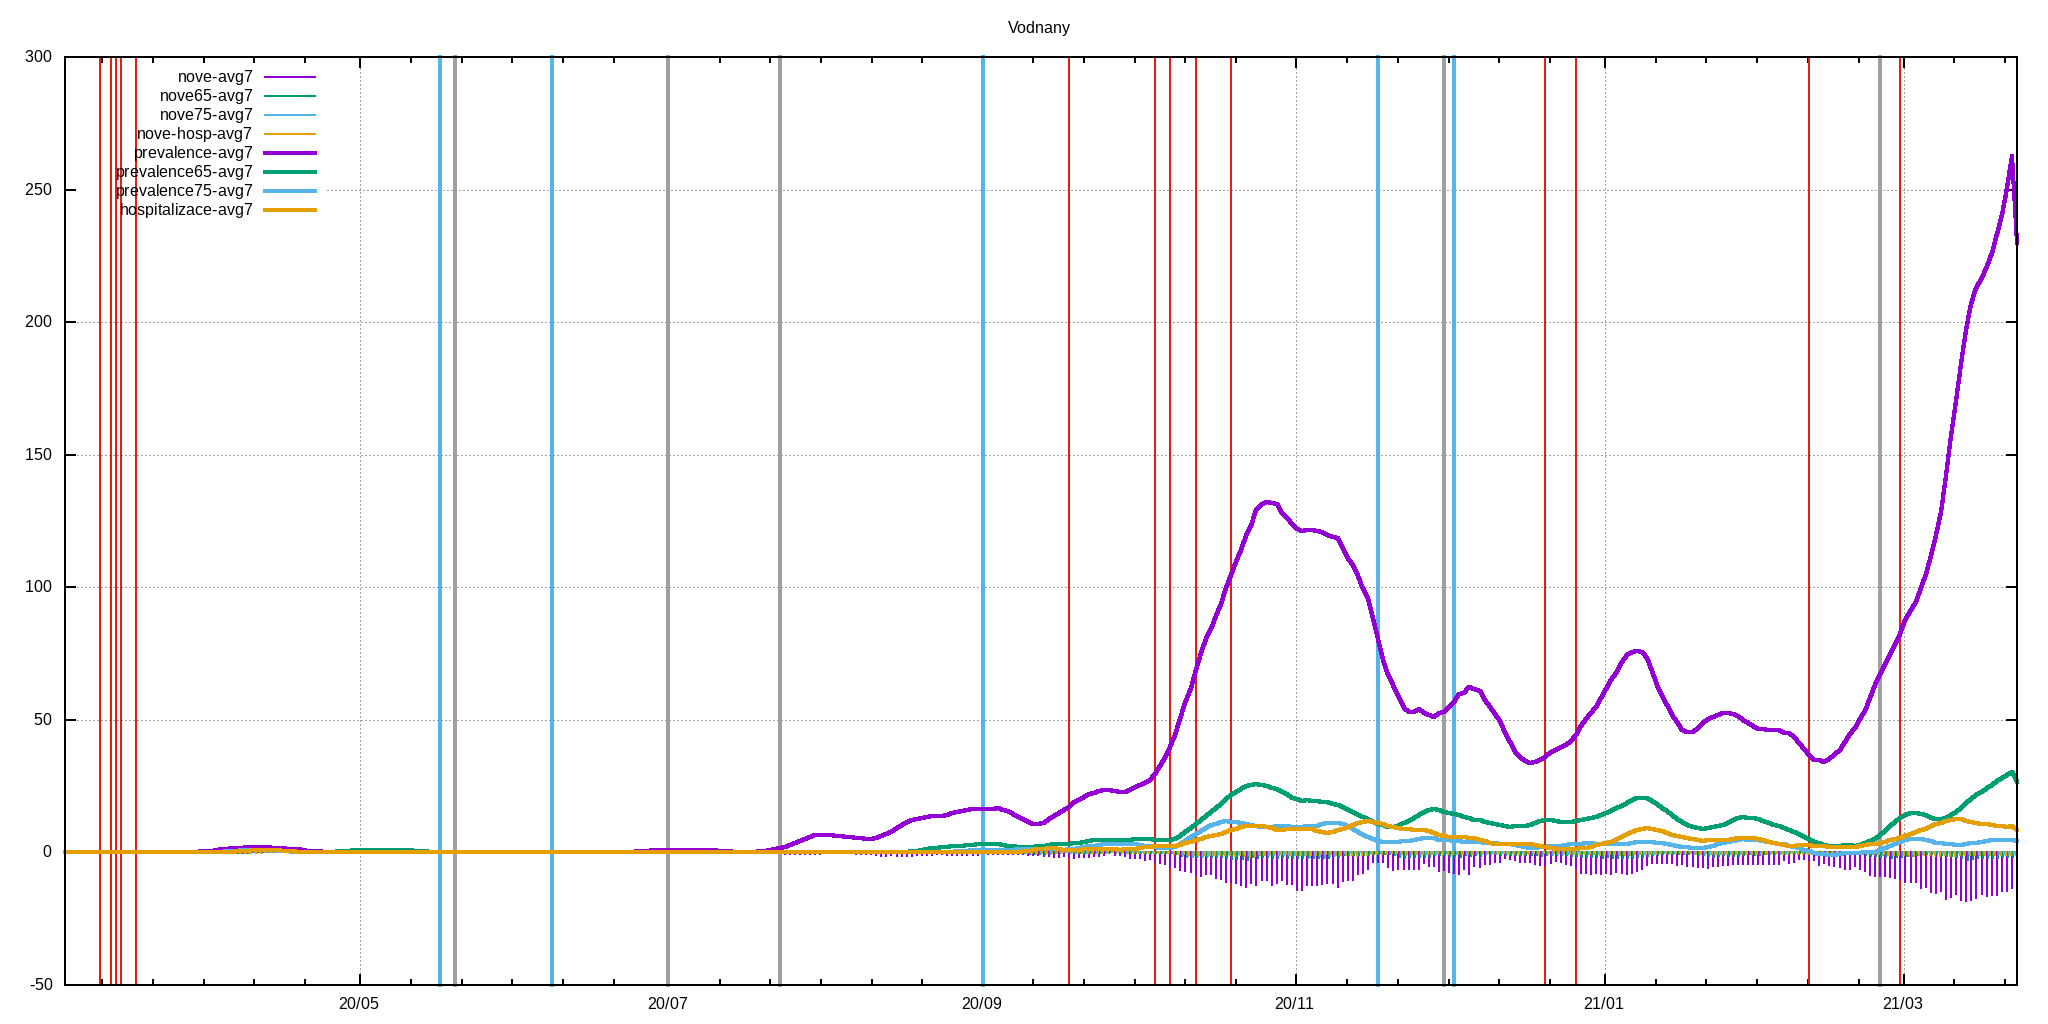 Vodnany
300
250
200
150
100
50
0
-50
nove-avg7
nove65-avg7
nove75-avg7
nove-hosp-avg7
prevalence-avg7
prevalence65-avg7
prevalence75-avg7
hospitalizace-avg7
20/05 20/07 20/09 20/11 21/01 21/03